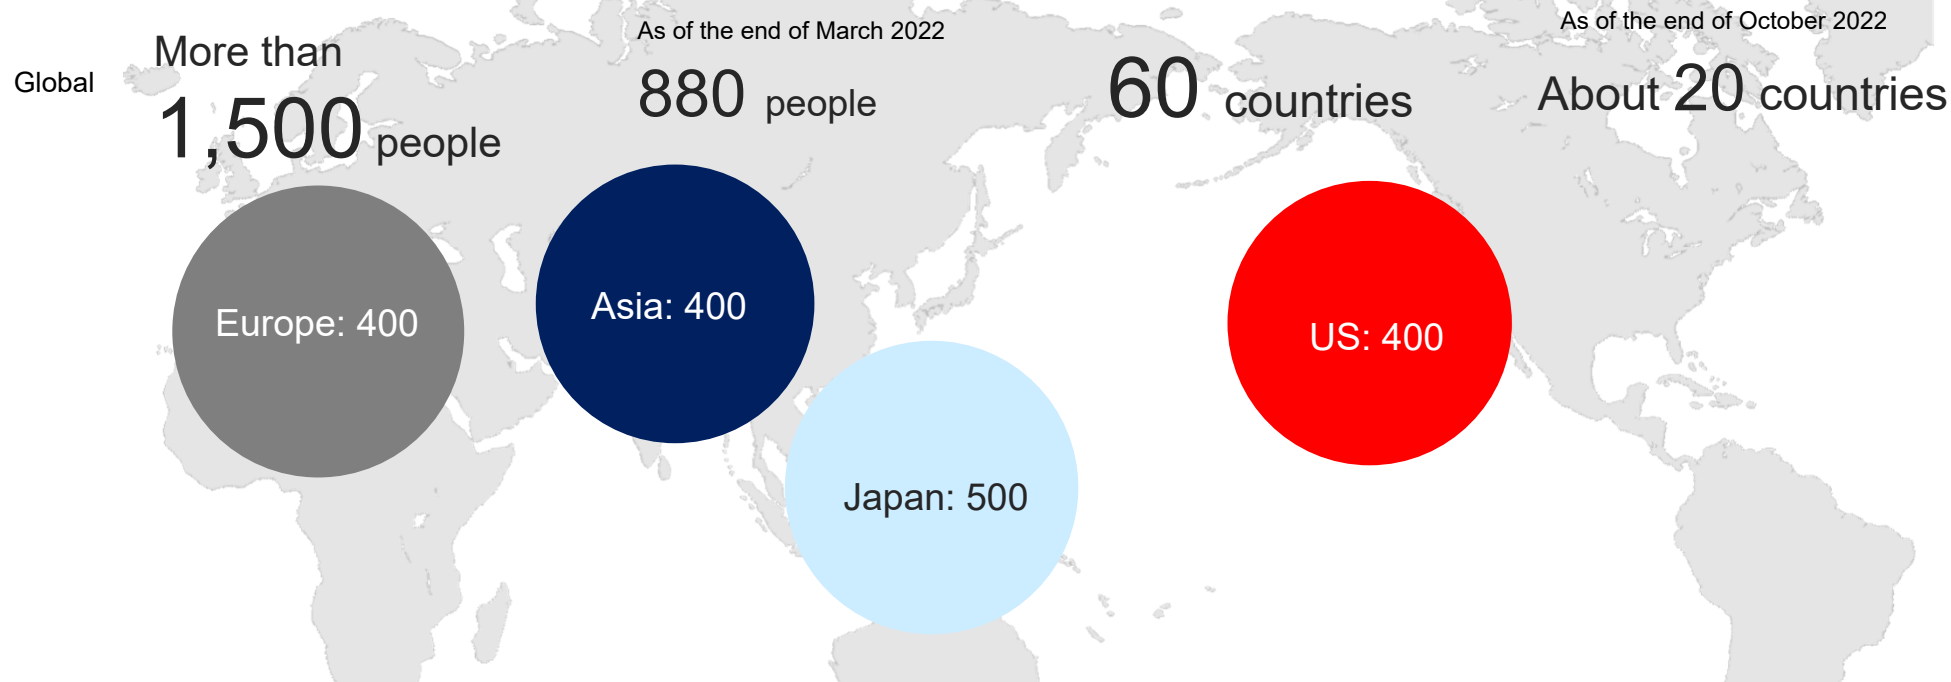 Global
More than
1,500 people
As of the end of March 2022
880 people
60 countries
As of the end of October 2022
About 20 countries
Europe: 400
Asia: 400
Japan: 500
US: 400